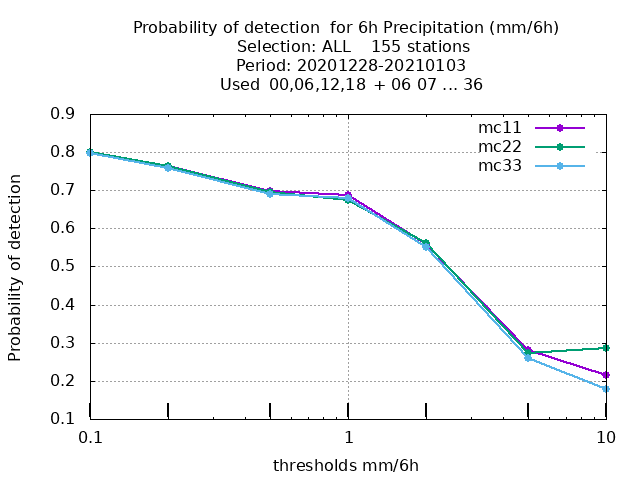 Probability of detection for 6h Precipitation (mm/6h)
Selection: ALL 155 stations
Period: 20201228-20210103
Used 00,06,12,18 + 06 07 ... 36
mc11
mc22
mc33
0.9
0.8
0.7
0.6
0.5
0.4
0.3
0.2
0.1
Probability of detection
0.1 1 10
thresholds mm/6h